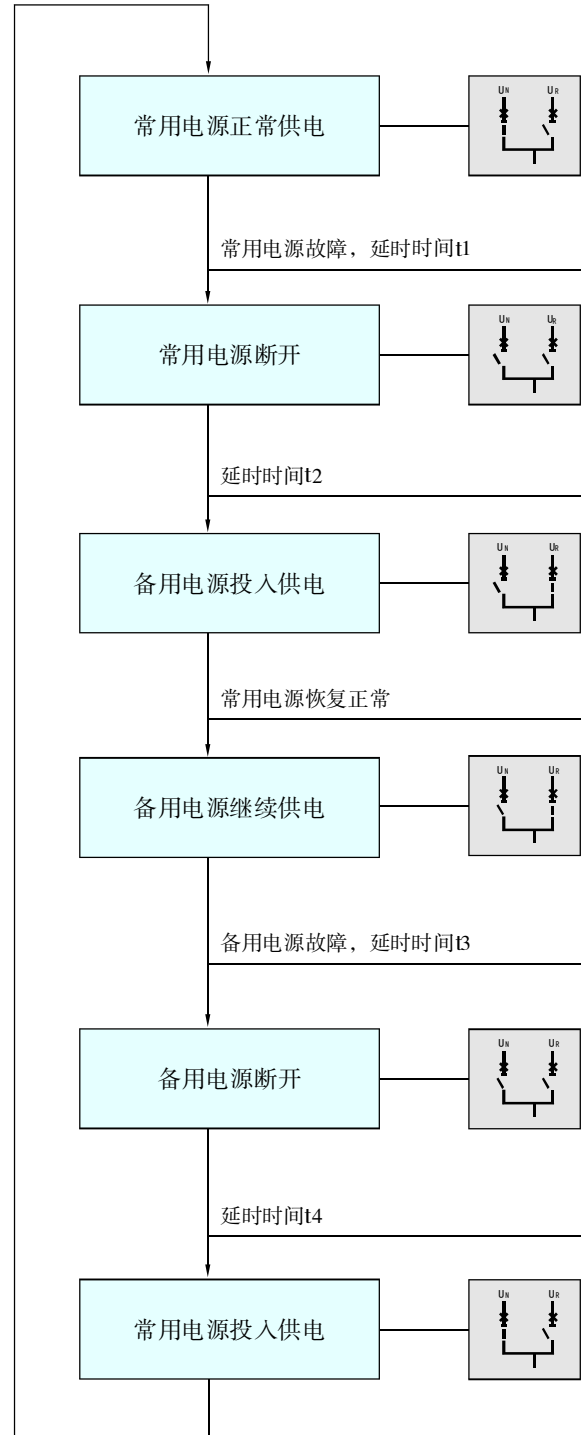 常用电源正常供电
UN UR
常用电源故障，延时时间t1
常用电源断开
UN UR
延时时间t2
备用电源投入供电
UN UR
常用电源恢复正常
备用电源继续供电
UN UR
备用电源故障，延时时间t3
备用电源断开
UN UR
延时时间t4
常用电源投入供电
UN UR